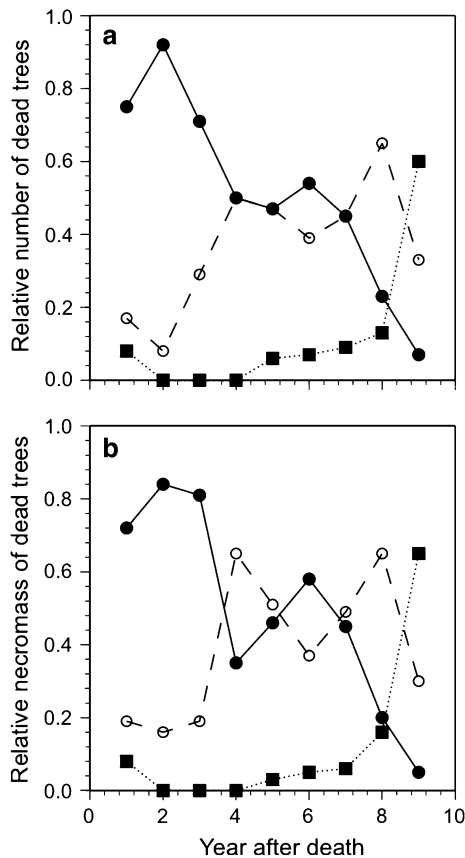 a
Relative number of dead trees
1.0
0.8
0.6
0.4
0.2
0.0
b
Relative necromass of dead trees
1.0
0.8
0.6
0.4
0.2
0.0
0 2 4 6 8 10
Year after death